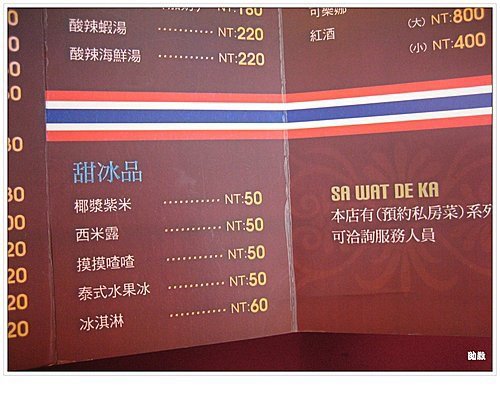 NT:180
酸辣蝦湯 ........... NT:220
酸辣海鮮湯 ........... NT:220
(大) NT:800
紅酒 (小) NT:400
甜冰品
椰漿紫米 ........... NT:50
西米露 ........... NT:50
摸摸喳喳 ........... NT:50
泰式水果冰 ........... NT:50
冰淇淋 ........... NT:60
SA WAT DE KA
本店有(預約私房菜)系列
可洽詢服務人員